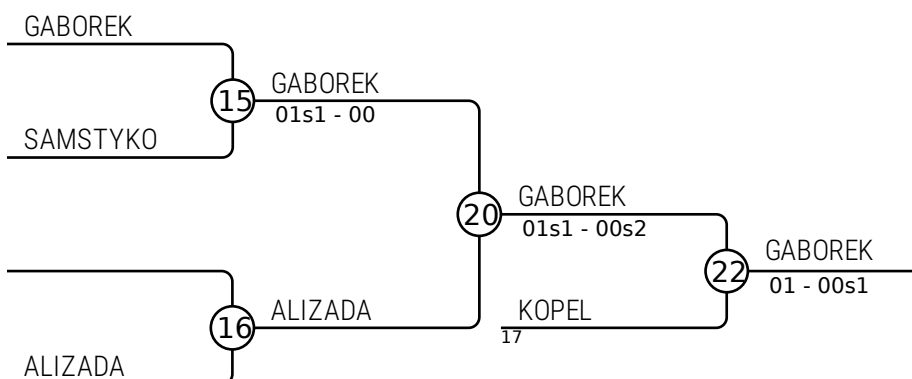 GABOREK
15
GABOREK
01s1 - 00
SAMSTYKO
20
GABOREK
01s1 - 00s2
22
GABOREK
01 - 00s1
16
ALIZADA
KOPEL
17
ALIZADA